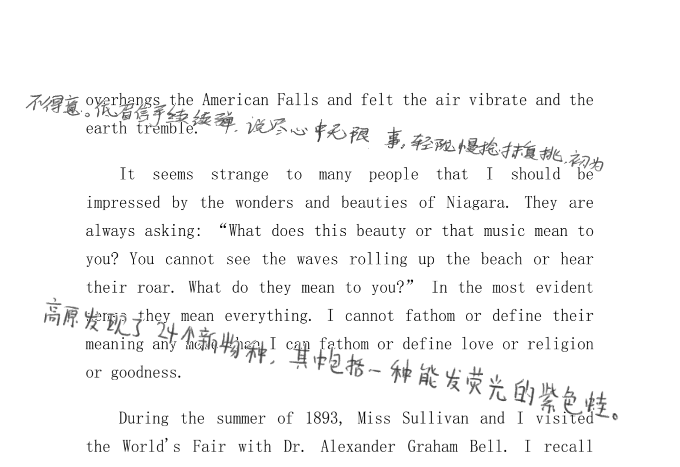 overhangs the American Falls and felt the air vibrate and the
不得意。低眉信手续续弹,说尽心中无限 事。轻拢慢捻抹复挑,初为
earth tremble.
It seems strange to many people that I should be
impressed by the wonders and beauties of Niagara. They are
always asking: “What does this beauty or that music mean to
you? You cannot see the waves rolling up the beach or hear
their roar. What do they mean to you?” In the most evident
高原发现了24个新物种,其中包括一种能发荧光的紫色蛙。
they mean everything. I cannot fathom or define their
meaning any more than I can fathom or define love or religion
or goodness.
During the summer of 1893, Miss Sullivan and I visited
the World's Fair with Dr. Alexander Graham Bell. I recall